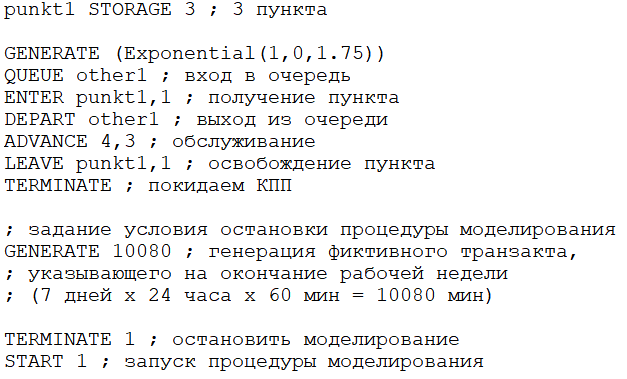 punkt1 STORAGE 3 ; 3 пункта
GENERATE (Exponential(1,0,1.75))
QUEUE other1 ; вход в очередь
ENTER punkt1,1 ; получение пункта
DEPART other1 ; выход из очереди
ADVANCE 4,3 ; обслуживание
LEAVE punkt1,1 ; освобождение пункта
TERMINATE ; покидаем КПП
; задание условия остановки процедуры моделирования
GENERATE 10080 ; генерация фиктивного транзакта,
; указывающего на окончание рабочей недели
; (7 дней х 24 часа х 60 мин = 10080 мин)
TERMINATE 1 ; остановить моделирование
START 1 ; запуск процедуры моделирования